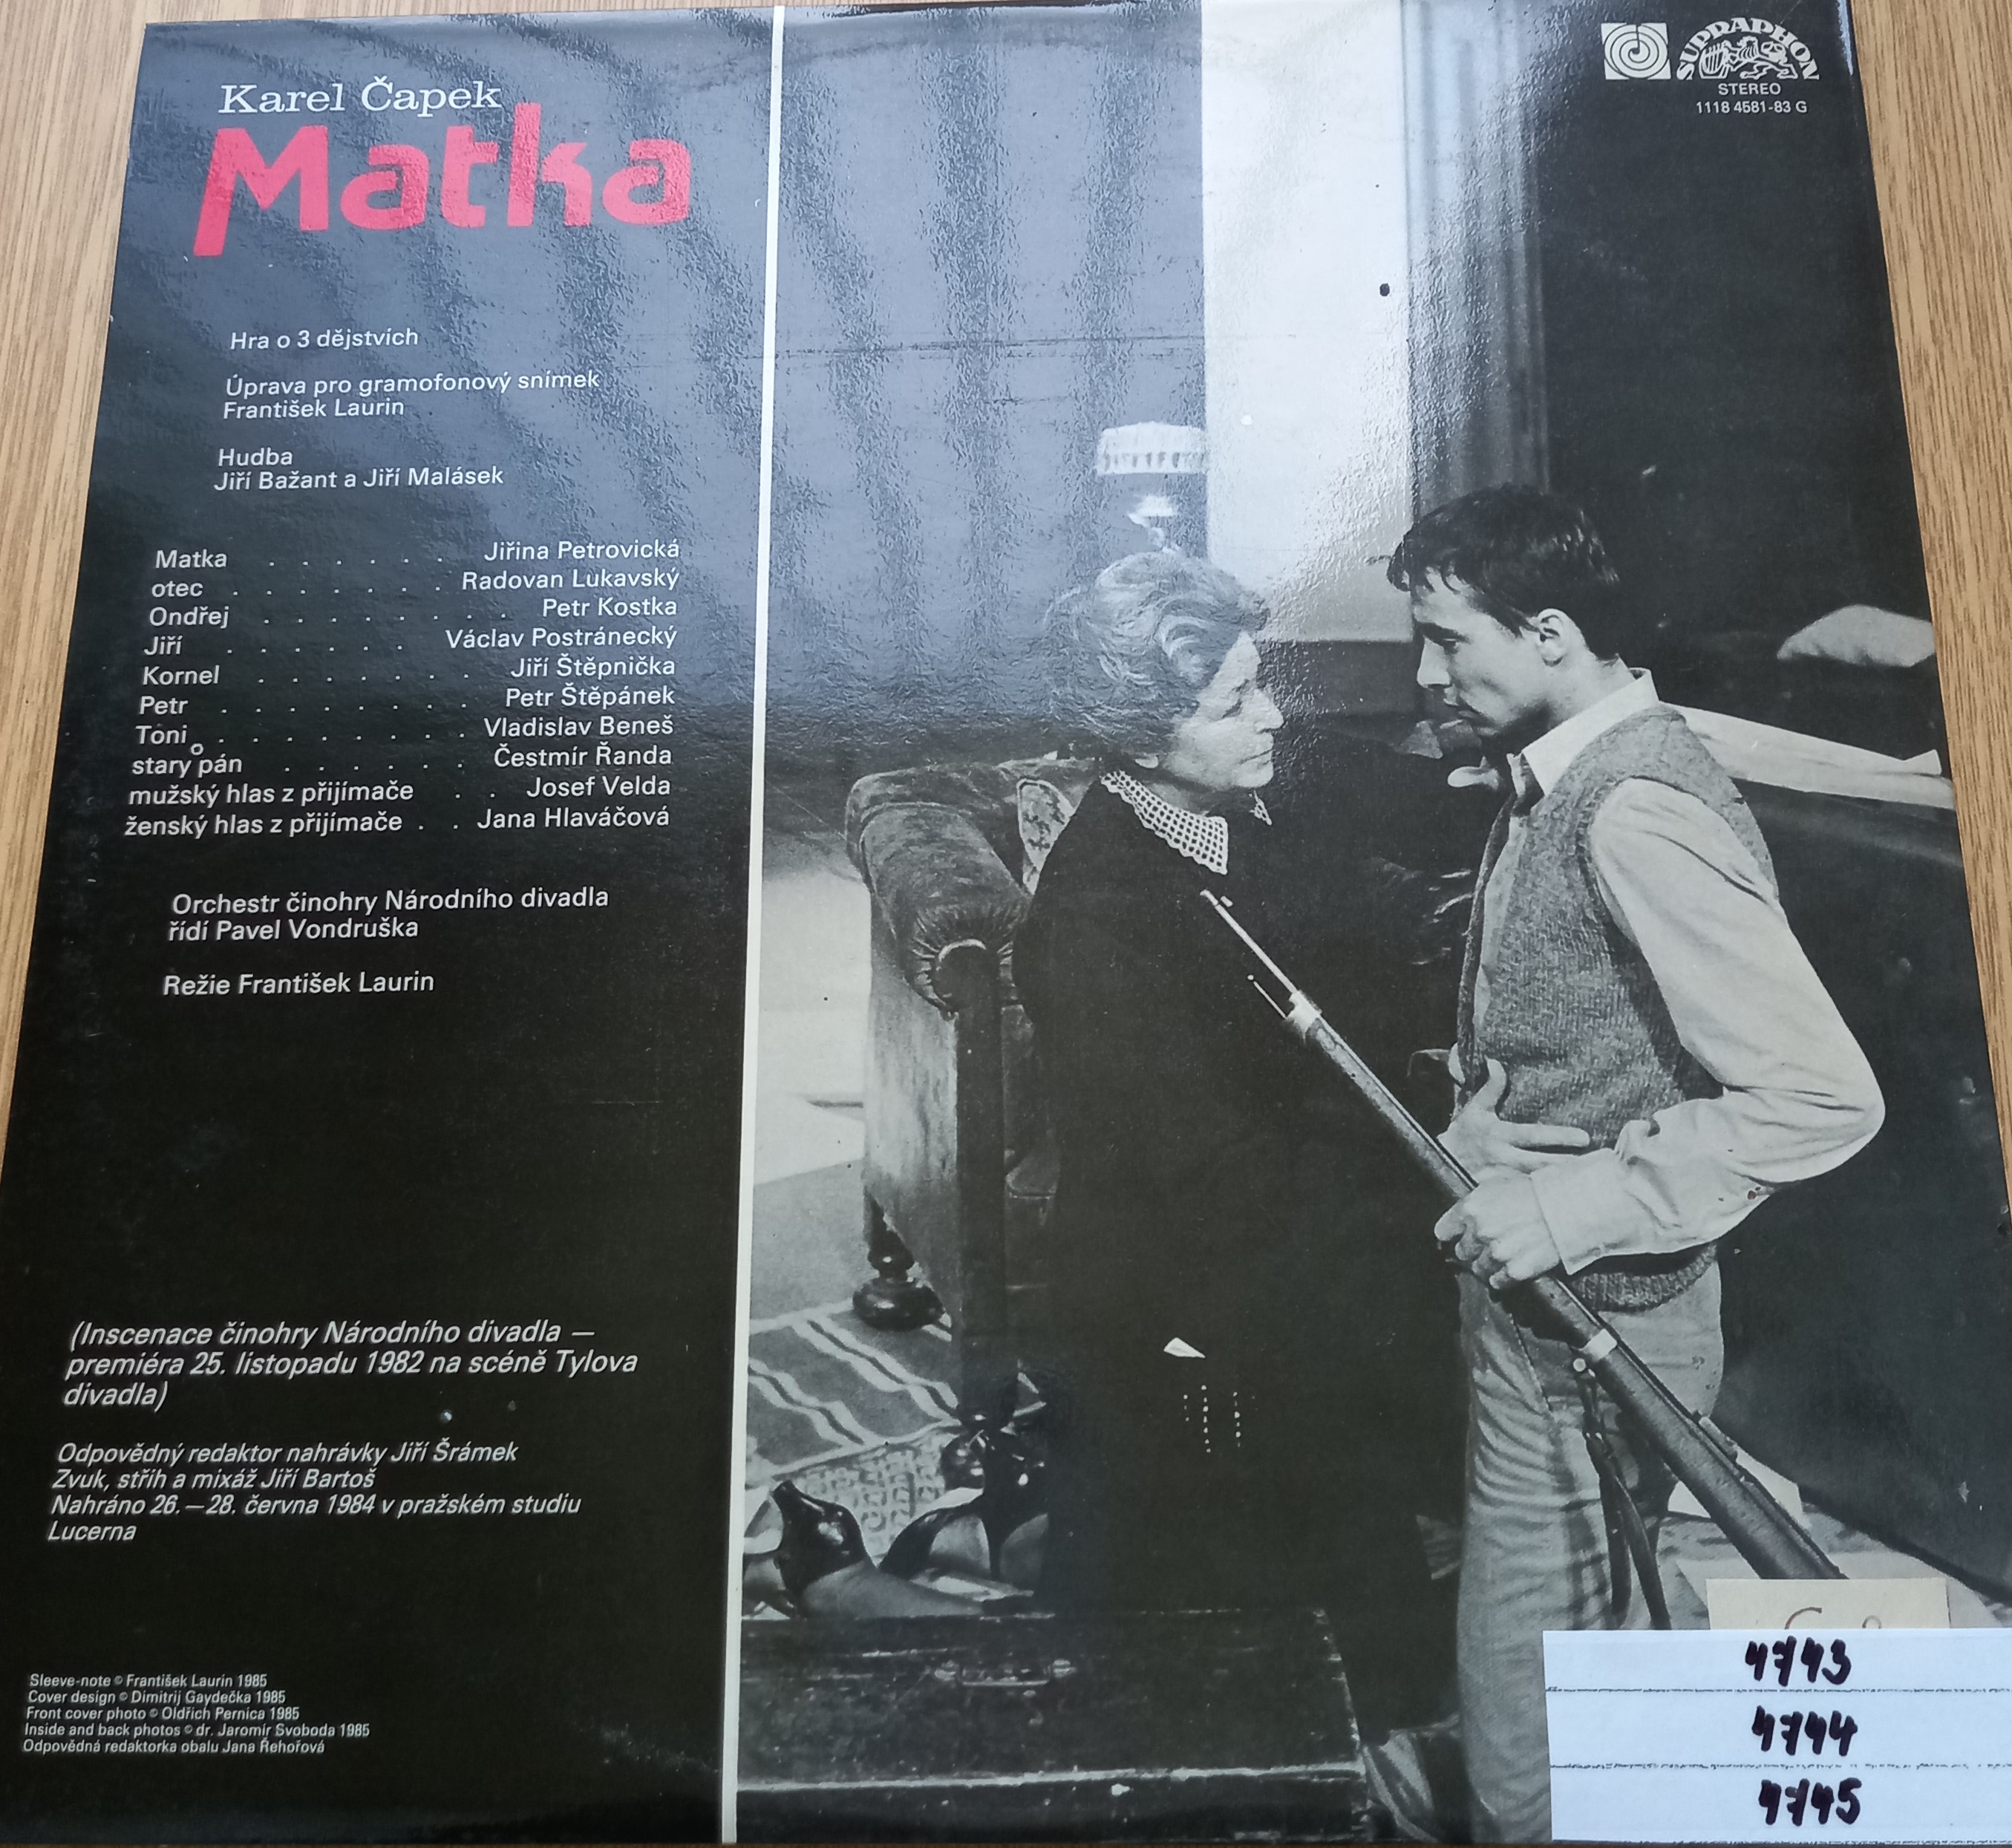 Karel Čapek
Matka
SUPRAPHON
STEREO
1118 4581-83 G
Hra o 3 dějstvích
Úprava pro gramofonový snímek
František Laurin
Hudba
Jiří Bažant a Jiří Malásek
Matka . . . . . . Jiřina Petrovická
otec . . . . . . . Radovan Lukavský
Ondřej . . . . . . . Petr Kostka
Jiří . . . . . . Václav Postránecký
Kornel . . . . . . . Jiří Štěpnička
Petr . . . . . . . . Petr Štěpánek
Toni . . . . . . . . Vladislav Beneš
starý pán . . . . . . Čestmír Řanda
mužský hlas z přijímače . . Josef Velda
ženský hlas z přijímače . . Jana Hlaváčová
Orchestr činohry Národního divadla
řídí Pavel Vondruška
Režie František Laurin
(Inscenace činohry Národního divadla —
premiéra 25. listopadu 1982 na scéně Tylova
divadla)
Odpovědný redaktor nahrávky Jiří Šrámek
Zvuk, střih a mixáž Jiří Bartoš
Nahráno 26.—28. června 1984 v pražském studiu
Lucerna
Sleeve-note © František Laurin 1985
Cover design © Dimitrij Gaydečka 1985
Front cover photo © Oldřich Pernica 1985
Inside and back photos © dr. Jaromír Svoboda 1985
Odpovědná redaktorka obalu Jana Řehořová
4743
4744
4745